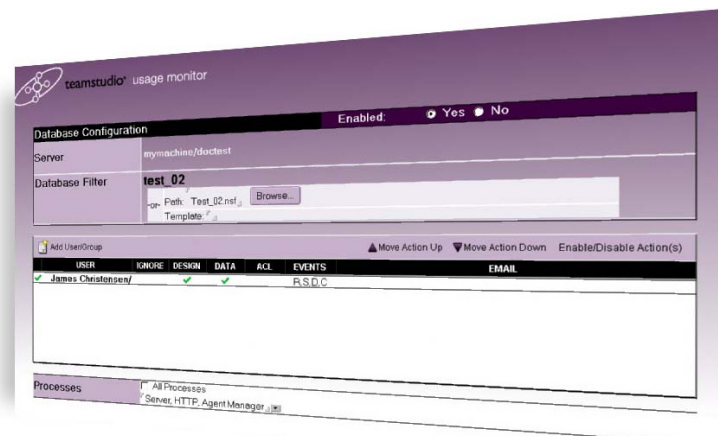 teamstudio® usage monitor
Database Configuration Enabled: Yes No
Server mymachine/doctest
Database Filter test_02
-or- Path: Test_02.nsf Browse...
Template:
Add User/Group Move Action Up Move Action Down Enable/Disable Action(s)
USER IGNORE DESIGN DATA ACL EVENTS EMAIL
James Christensen/ R,S,D,C
Processes All Processes
Server, HTTP, Agent Manager